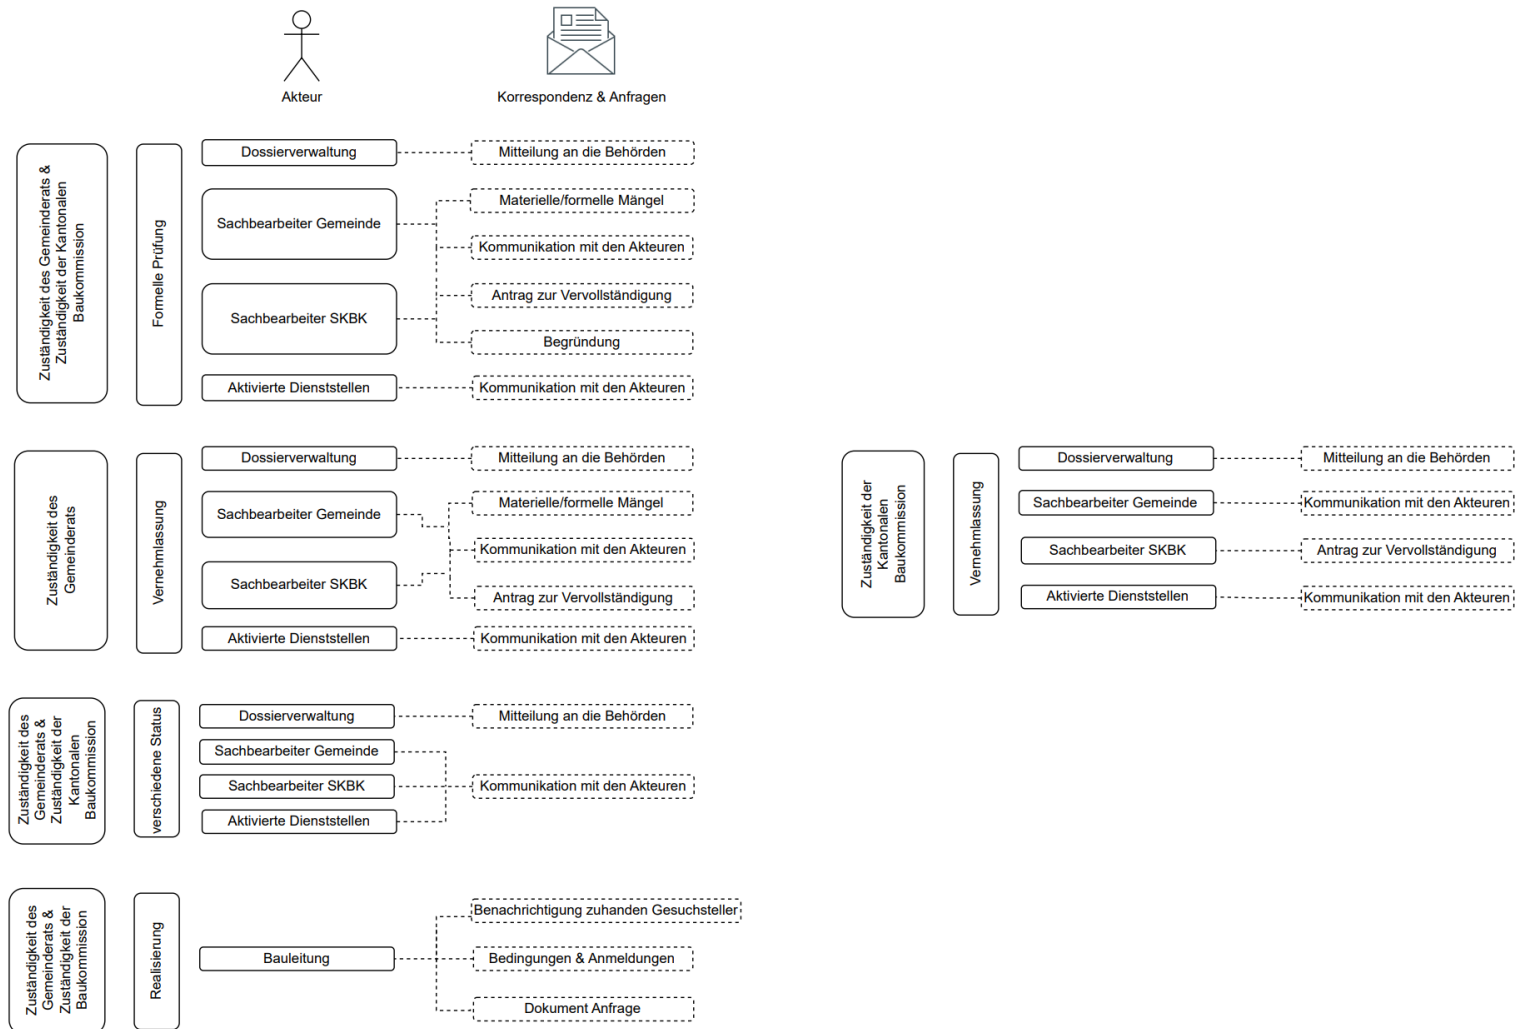 Akteur
Korrespondenz & Anfragen
Zuständigkeit des Gemeinderats &
Zuständigkeit der Kantonalen
Baukommission
Formelle Prüfung
Dossierverwaltung
Mitteilung an die Behörden
Sachbearbeiter Gemeinde
Materielle/formelle Mängel
Kommunikation mit den Akteuren
Sachbearbeiter SKBK
Antrag zur Vervollständigung
Begründung
Aktivierte Dienststellen
Kommunikation mit den Akteuren
Zuständigkeit des
Gemeinderats
Vernehmlassung
Dossierverwaltung
Mitteilung an die Behörden
Sachbearbeiter Gemeinde
Materielle/formelle Mängel
Kommunikation mit den Akteuren
Sachbearbeiter SKBK
Antrag zur Vervollständigung
Aktivierte Dienststellen
Kommunikation mit den Akteuren
Zuständigkeit der
Kantonalen
Baukommission
Vernehmlassung
Dossierverwaltung
Mitteilung an die Behörden
Sachbearbeiter Gemeinde
Kommunikation mit den Akteuren
Sachbearbeiter SKBK
Antrag zur Vervollständigung
Aktivierte Dienststellen
Kommunikation mit den Akteuren
Zuständigkeit des
Gemeinderats &
Zuständigkeit der
Kantonalen
Baukommission
verschiedene Status
Dossierverwaltung
Mitteilung an die Behörden
Sachbearbeiter Gemeinde
Sachbearbeiter SKBK
Kommunikation mit den Akteuren
Aktivierte Dienststellen
Zuständigkeit des
Gemeinderats &
Zuständigkeit der
Baukommission
Realisierung
Bauleitung
Benachrichtigung zuhanden Gesuchsteller
Bedingungen & Anmeldungen
Dokument Anfrage